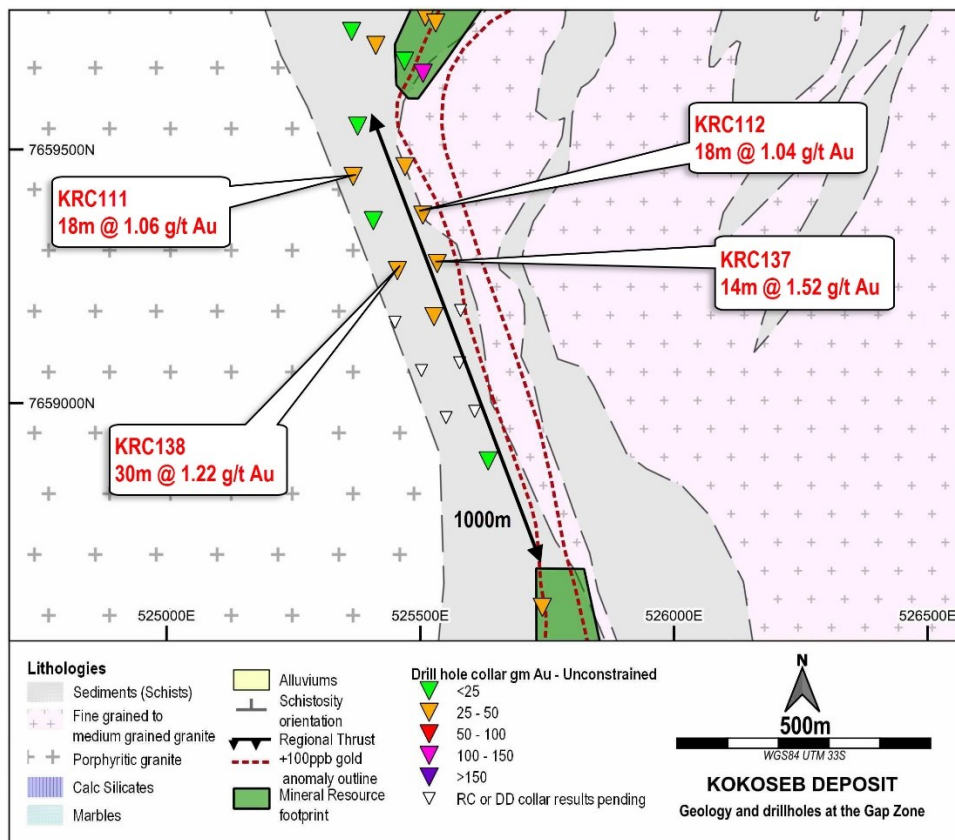 KRC112
18m @ 1.04 g/t Au
7659500N
KRC111
18m @ 1.06 g/t Au
KRC137
14m @ 1.52 g/t Au
7659000N
KRC138
30m @ 1.22 g/t Au
1000m
525000E
525500E
526000E
526500E
Lithologies
Sediments (Schists)
Fine grained to
medium grained granite
Porphyritic granite
Calc Silicates
Marbles
Alluviums
Schistosity
orientation
Regional Thrust
+100ppb gold
anomaly outline
Mineral Resource
footprint
Drill hole collar gm Au - Unconstrained
<25
25 - 50
50 - 100
100 - 150
>150
RC or DD collar results pending
N
500m
WGS84 UTM 33S
KOKOSEB DEPOSIT
Geology and drillholes at the Gap Zone